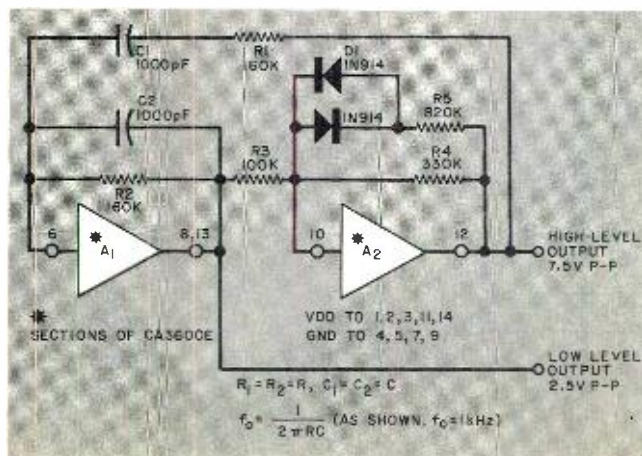 C1
1000pF
R1
160K
D1
1N914
C2
1000pF
1N914
R5
820K
R3
100K
R4
330K
R2
160K
6
* A1
8,13
10
* A2
12
HIGH-LEVEL
OUTPUT
7.5V P-P
*
SECTIONS OF CA3600E
VDD TO 1,2,3,11,14
GND TO 4,5,7,9
LOW LEVEL
OUTPUT
2.5V P-P
R1=R2=R, C1=C2=C
fo= 1/2πRC (AS SHOWN, fo=1kHz)